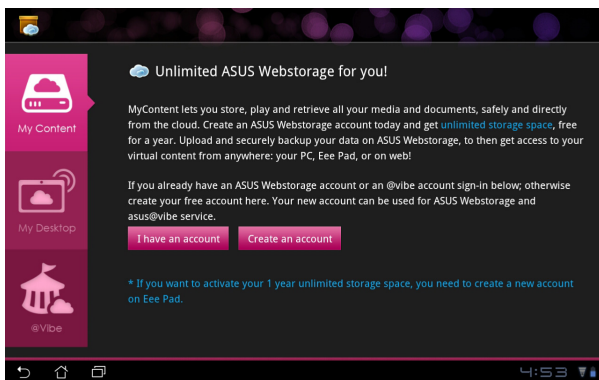 Unlimited ASUS Webstorage for you!
My Content
MyContent lets you store, play and retrieve all your media and documents, safely and directly
from the cloud. Create an ASUS Webstorage account today and get unlimited storage space, free
for a year. Upload and securely backup your data on ASUS Webstorage, to then get access to your
virtual content from anywhere: your PC, Eee Pad, or on web!
My Desktop
If you already have an ASUS Webstorage account or an @vibe account sign-in below; otherwise
create your free account here. Your new account can be used for ASUS Webstorage and
asus@vibe service.
I have an account
Create an account
@Vibe
* If you want to activate your 1 year unlimited storage space, you need to create a new account
on Eee Pad.
4:53